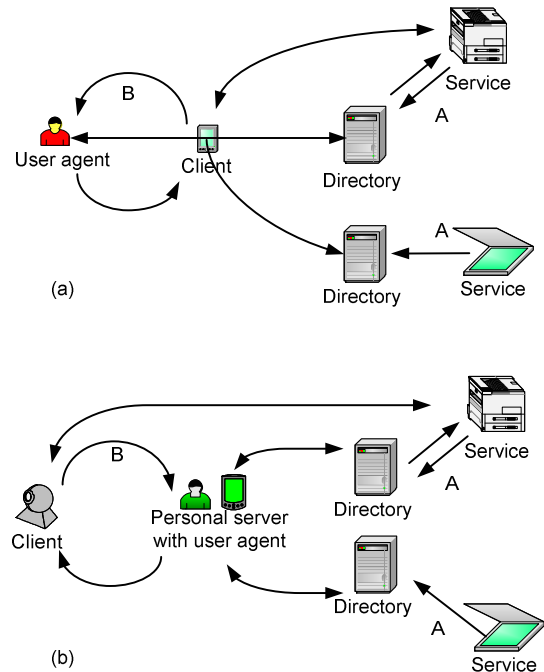 Service
A
B
User agent
Client
Directory
A
Directory
Service
(a)
Service
B
A
Client
Personal server
with user agent
Directory
Directory
A
Service
(b)